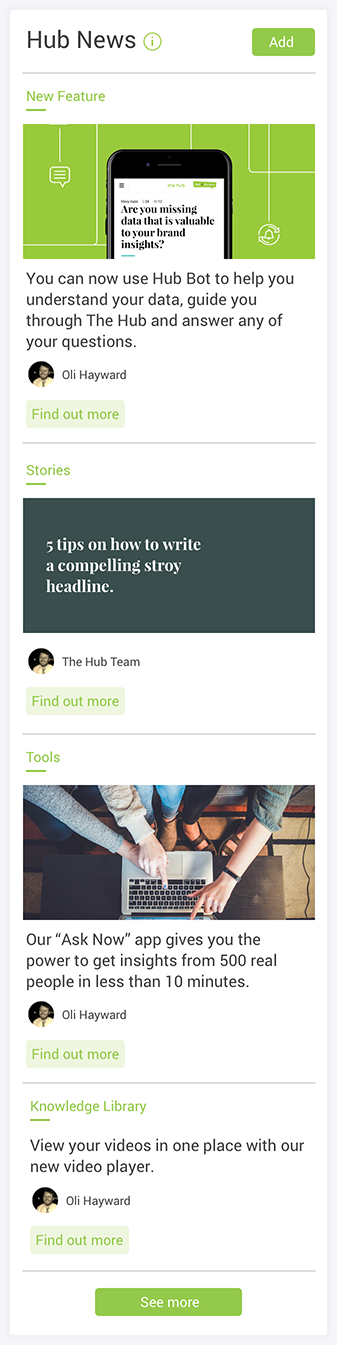 Hub News
Add
New Feature
the hub
Are you missing
data that is valuable
to your brand
insights?
You can now use Hub Bot to help you
understand your data, guide you
through The Hub and answer any of
your questions.
Oli Hayward
Find out more
Stories
5 tips on how to write
a compelling stroy
headline.
The Hub Team
Find out more
Tools
Our “Ask Now” app gives you the
power to get insights from 500 real
people in less than 10 minutes.
Oli Hayward
Find out more
Knowledge Library
View your videos in one place with our
new video player.
Oli Hayward
Find out more
See more